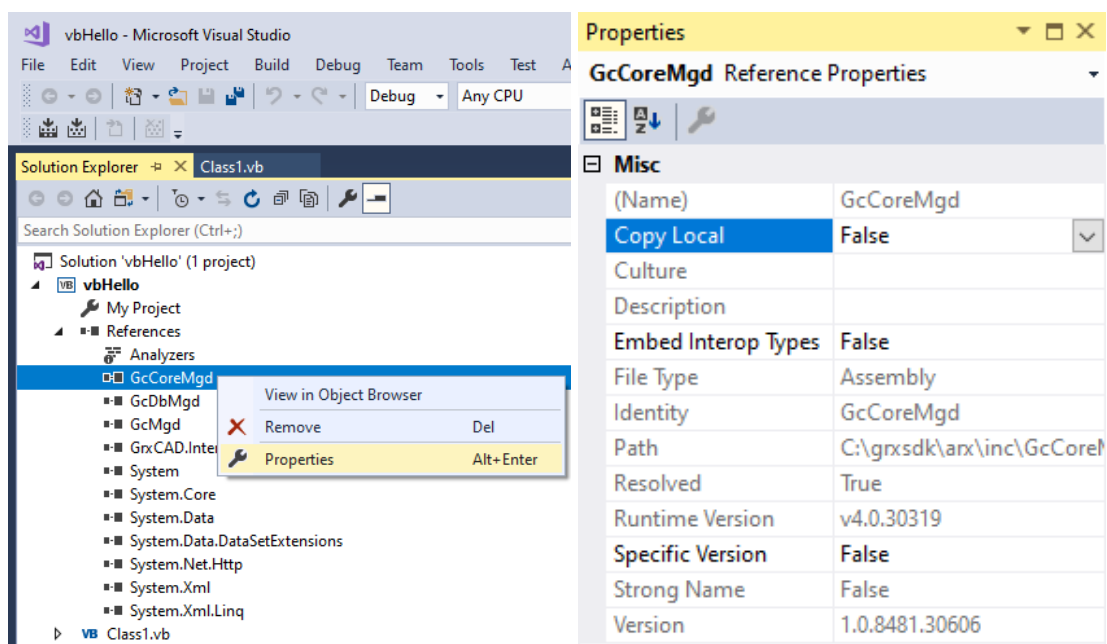 vbHello - Microsoft Visual Studio
File Edit View Project Build Debug Team Tools Test A
Debug Any CPU
Solution Explorer Class1.vb
Search Solution Explorer (Ctrl+;)
Solution 'vbHello' (1 project)
VB vbHello
My Project
References
Analyzers
GcCoreMgd
GcDbMgd
GcMgd
GrxCAD.Inte
System
System.Core
System.Data
System.Data.DataSetExtensions
System.Net.Http
System.Xml
System.Xml.Linq
VB Class1.vb
View in Object Browser
Remove Del
Properties Alt+Enter
Properties
GcCoreMgd Reference Properties
Misc
(Name) GcCoreMgd
Copy Local False
Culture
Description
Embed Interop Types False
File Type Assembly
Identity GcCoreMgd
Path C:\grxsdk\arx\inc\GcCoreM
Resolved True
Runtime Version v4.0.30319
Specific Version False
Strong Name False
Version 1.0.8481.30606